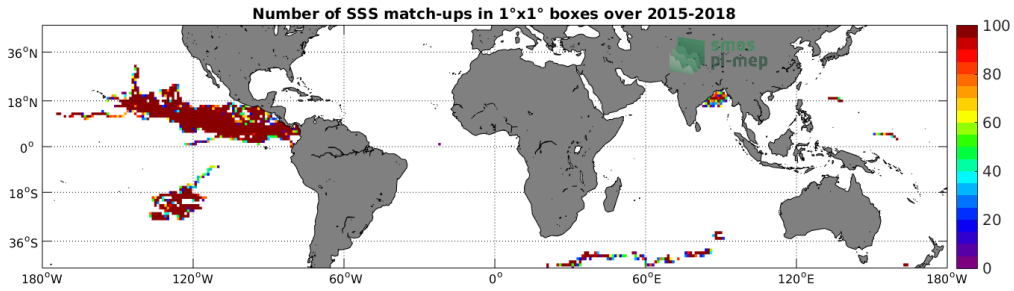 Number of SSS match-ups in 1°x1° boxes over 2015-2018
smos
pi-mep
36°N
18°N
0°
18°S
36°S
180°W
120°W
60°W
0°
60°E
120°E
180°W
100
80
60
40
20
0